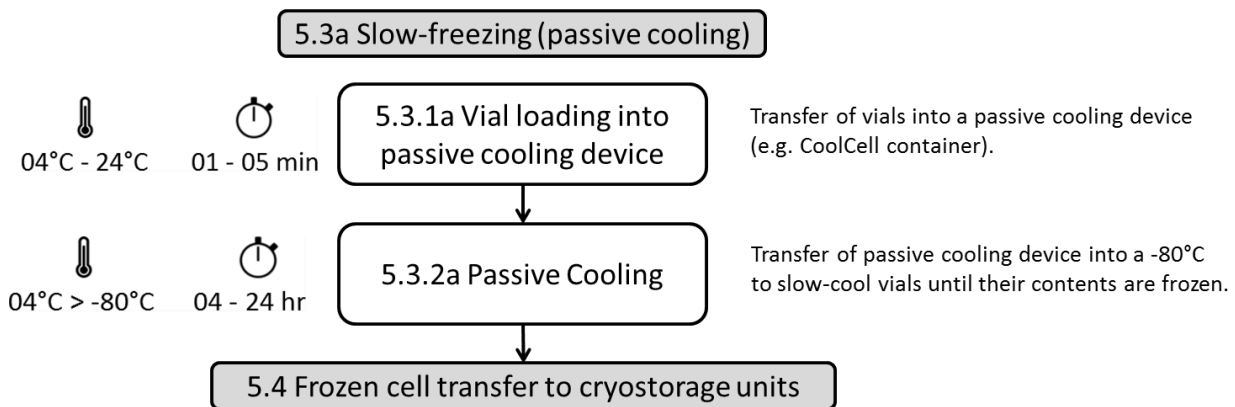 5.3a Slow-freezing (passive cooling)
04°C - 24°C
01 - 05 min
5.3.1a Vial loading into
passive cooling device
Transfer of vials into a passive cooling device
(e.g. CoolCell container).
04°C > -80°C
04 - 24 hr
5.3.2a Passive Cooling
Transfer of passive cooling device into a -80°C
to slow-cool vials until their contents are frozen.
5.4 Frozen cell transfer to cryostorage units